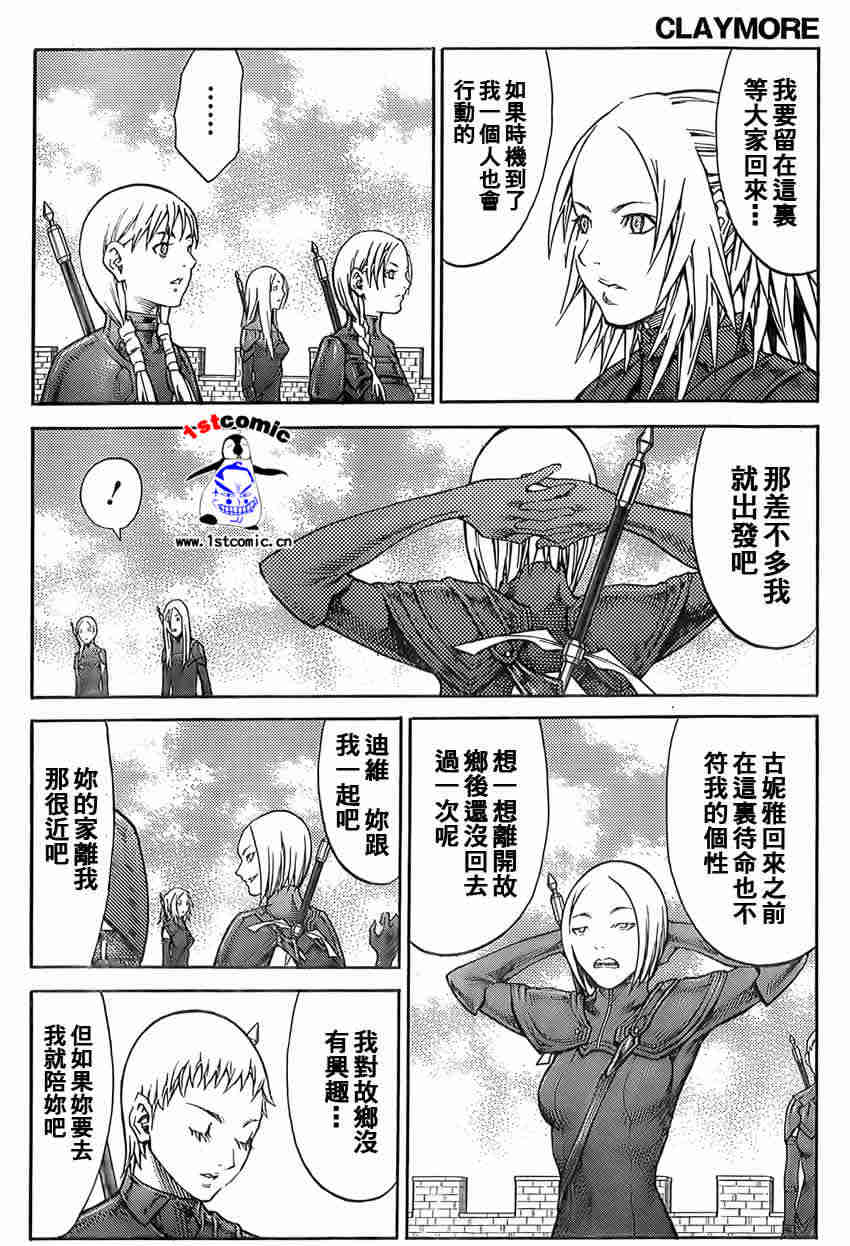 CLAYMORE
我要留在這裏
等大家回來…
如果時機到了
我一個人也會
行動的
……
那差不多我
就出發吧
！
1stcomic
www.1stcomic.cn
古妮雅回來之前
在這裏待命也不
符我的個性
想一想離開故
鄉後還沒回去
過一次呢
迪維 妳跟
我一起吧
妳的家離我
那很近吧
我對故鄉沒
有興趣…
但如果妳要去
我就陪妳吧